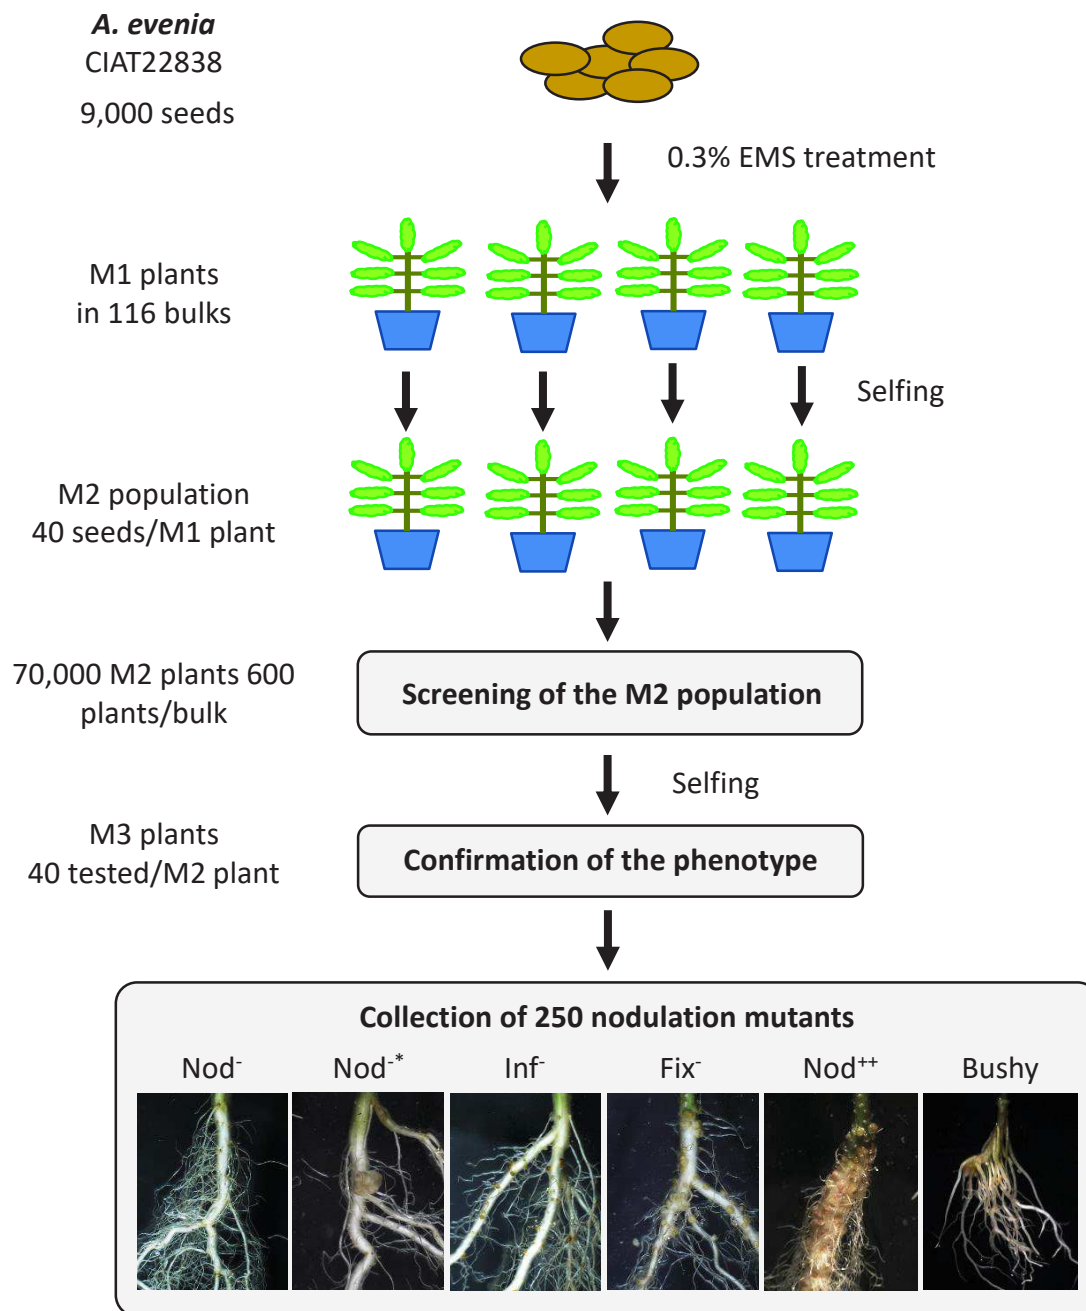 A. evenia
CIAT22838
9,000 seeds
0.3% EMS treatment
M1 plants
in 116 bulks
Selfing
M2 population
40 seeds/M1 plant
70,000 M2 plants 600
plants/bulk
Screening of the M2 population
Selfing
M3 plants
40 tested/M2 plant
Confirmation of the phenotype
Collection of 250 nodulation mutants
Nod⁻ Nod⁻* Inf⁻ Fix⁻ Nod⁺⁺ Bushy